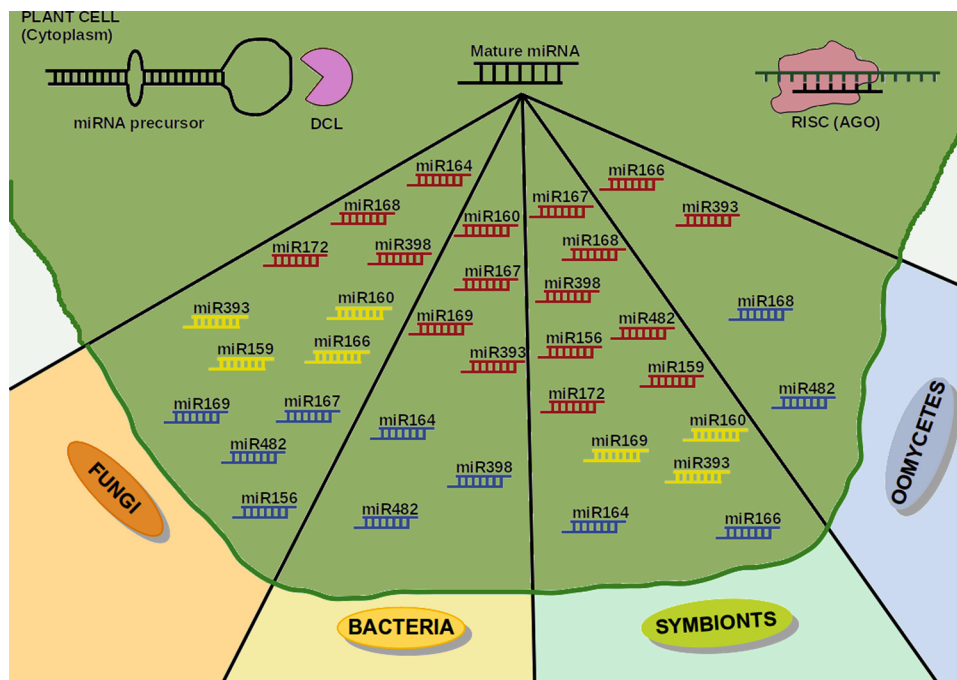 PLANT CELL
(Cytoplasm)
miRNA precursor
DCL
Mature miRNA
RISC (AGO)
miR164
miR168
miR172
miR398
miR393
miR160
miR159
miR166
miR169
miR167
miR482
miR156
FUNGI
miR160
miR167
miR169
miR393
miR164
miR398
miR482
BACTERIA
miR167
miR168
miR398
miR482
miR156
miR159
miR172
miR160
miR169
miR393
miR164
miR166
SYMBIONTS
miR166
miR393
miR168
miR482
OOMYCETES